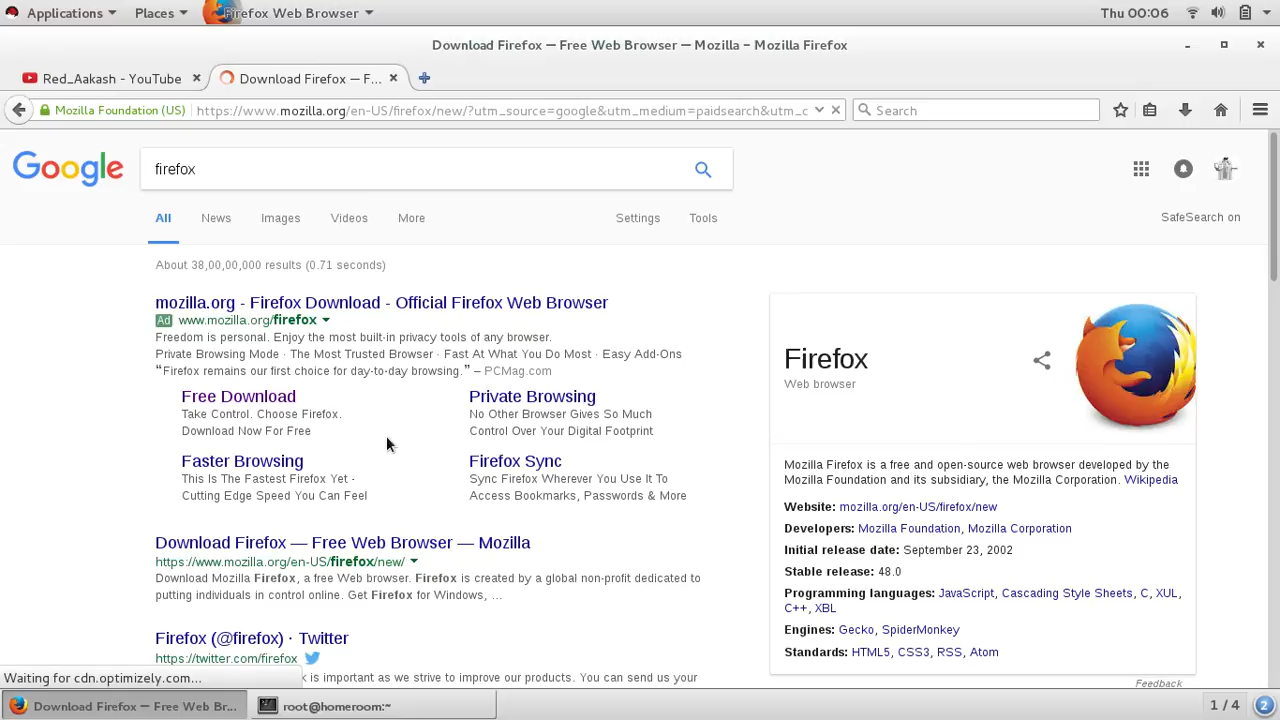 Applications Places Firefox Web Browser Thu 00:06
Download Firefox — Free Web Browser — Mozilla – Mozilla Firefox
Red_Aakash - YouTube Download Firefox — F...
Mozilla Foundation (US) https://www.mozilla.org/en-US/firefox/new/?utm_source=google&utm_medium=paidsearch&utm_c Search
Google firefox
All News Images Videos More Settings Tools SafeSearch on
About 38,00,00,000 results (0.71 seconds)
mozilla.org - Firefox Download - Official Firefox Web Browser
Ad www.mozilla.org/firefox
Freedom is personal. Enjoy the most built-in privacy tools of any browser.
Private Browsing Mode · The Most Trusted Browser · Fast At What You Do Most · Easy Add-Ons
“Firefox remains our first choice for day-to-day browsing.” – PCMag.com
Free Download
Take Control. Choose Firefox.
Download Now For Free
Private Browsing
No Other Browser Gives So Much
Control Over Your Digital Footprint
Faster Browsing
This Is The Fastest Firefox Yet -
Cutting Edge Speed You Can Feel
Firefox Sync
Sync Firefox Wherever You Use It To
Access Bookmarks, Passwords & More
Download Firefox — Free Web Browser — Mozilla
https://www.mozilla.org/en-US/firefox/new/
Download Mozilla Firefox, a free Web browser. Firefox is created by a global non-profit dedicated to
putting individuals in control online. Get Firefox for Windows, ...
Firefox (@firefox) · Twitter
https://twitter.com/firefox
is important as we strive to improve our products. You can send us your
Firefox
Web browser
Mozilla Firefox is a free and open-source web browser developed by the
Mozilla Foundation and its subsidiary, the Mozilla Corporation. Wikipedia
Website: mozilla.org/en-US/firefox/new
Developers: Mozilla Foundation, Mozilla Corporation
Initial release date: September 23, 2002
Stable release: 48.0
Programming languages: JavaScript, Cascading Style Sheets, C, XUL,
C++, XBL
Engines: Gecko, SpiderMonkey
Standards: HTML5, CSS3, RSS, Atom
Feedback
Waiting for cdn.optimizely.com...
Download Firefox — Free Web Br... root@homeroom:~ 1 / 4 2